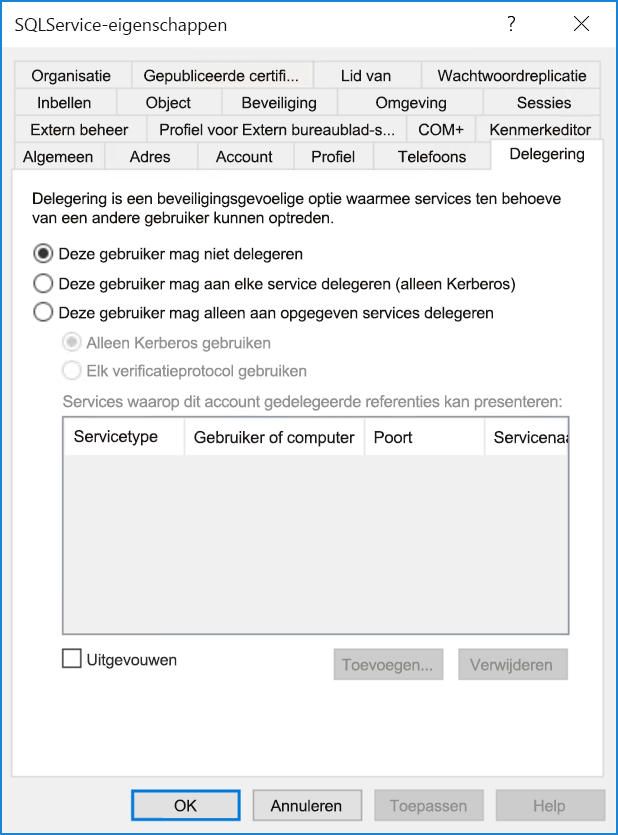 SQLService-eigenschappen
Organisatie Gepubliceerde certifi... Lid van Wachtwoordreplicatie
Inbellen Object Beveiliging Omgeving Sessies
Extern beheer Profiel voor Extern bureaublad-s... COM+ Kenmerkeditor
Algemeen Adres Account Profiel Telefoons Delegering
Delegering is een beveiligingsgevoelige optie waarmee services ten behoeve
van een andere gebruiker kunnen optreden.
Deze gebruiker mag niet delegeren
Deze gebruiker mag aan elke service delegeren (alleen Kerberos)
Deze gebruiker mag alleen aan opgegeven services delegeren
Alleen Kerberos gebruiken
Elk verificatieprotocol gebruiken
Services waarop dit account gedelegeerde referenties kan presenteren:
Servicetype Gebruiker of computer Poort Servicenaa
Uitgevouwen Toevoegen... Verwijderen
OK Annuleren Toepassen Help